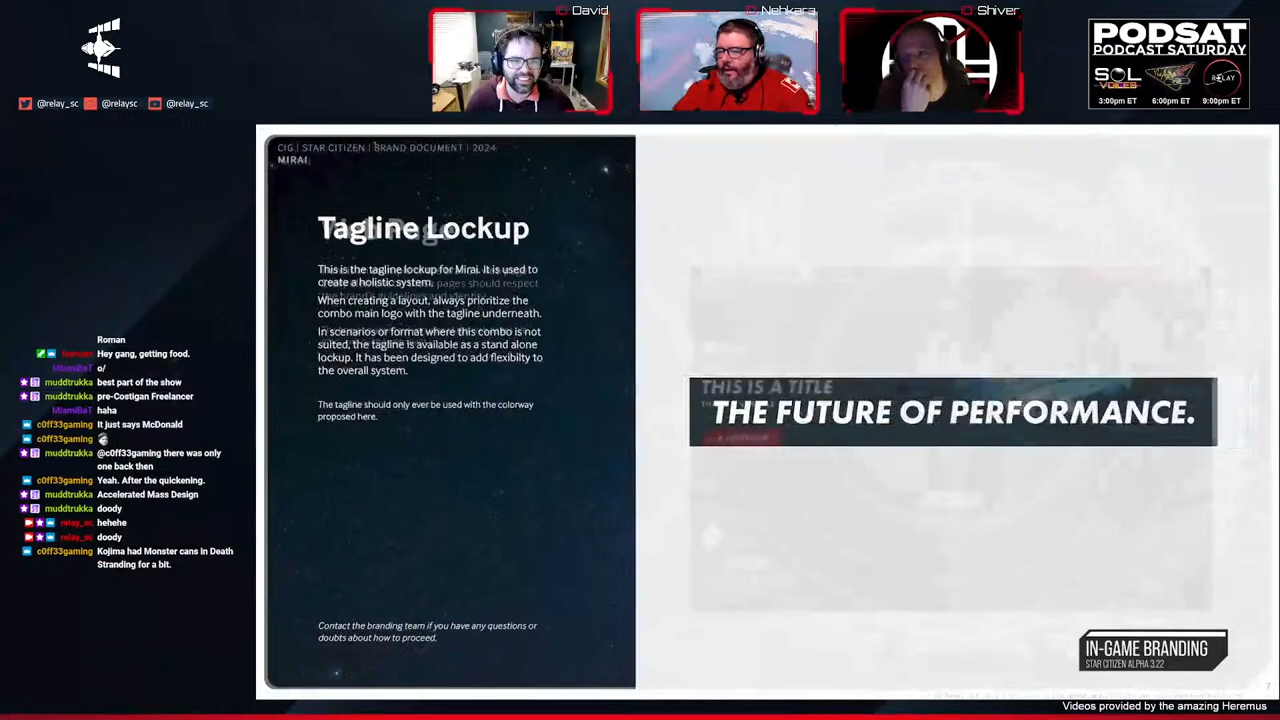 David
Nehkara
Shiver
PODSAT
PODCAST SATURDAY
SOL
VOICES
RELAY
3:00pm ET
6:00pm ET
9:00pm ET
@relay_sc
@relaysc
@relay_sc
CIG | STAR CITIZEN | BRAND DOCUMENT | 2024
MIRAI
Tagline Lockup
This is the tagline lockup for Mirai. It is used to
create a holistic system.
pages should respect
When creating a layout, always prioritize the
combo main logo with the tagline underneath.
In scenarios or format where this combo is not
suited, the tagline is available as a stand alone
lockup. It has been designed to add flexibilty to
the overall system.
The tagline should only ever be used with the colorway
proposed here.
Contact the branding team if you have any questions or
doubts about how to proceed.
THIS IS A TITLE
THE FUTURE OF PERFORMANCE.
IN-GAME BRANDING
STAR CITIZEN ALPHA 3.22
7
Roman
Hey gang, getting food.
MiamiBaT o/
muddtrukka best part of the show
muddtrukka pre-Costigan Freelancer
MiamiBaT haha
c0ff33gaming It just says McDonald
c0ff33gaming
muddtrukka @c0ff33gaming there was only
one back then
c0ff33gaming Yeah. After the quickening.
muddtrukka Accelerated Mass Design
muddtrukka doody
relay_sc hehehe
relay_sc doody
c0ff33gaming Kojima had Monster cans in Death
Stranding for a bit.
Videos provided by the amazing Heremus